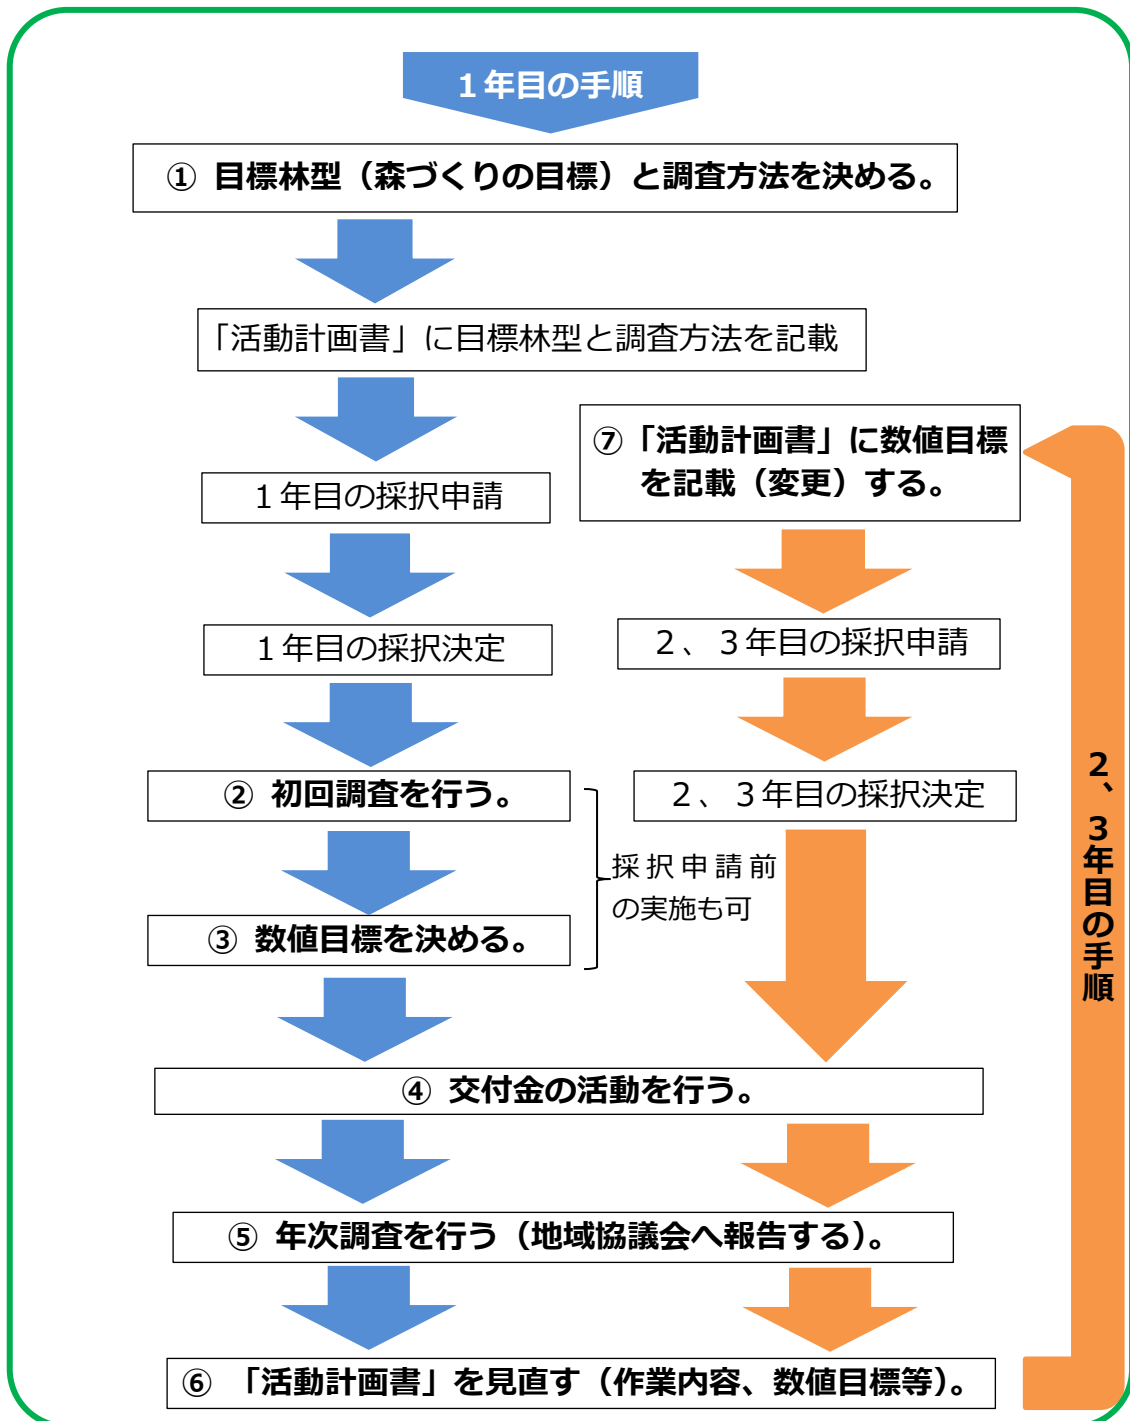 １年目の手順
① 目標林型（森づくりの目標）と調査方法を決める。
「活動計画書」に目標林型と調査方法を記載
１年目の採択申請
１年目の採択決定
② 初回調査を行う。
③ 数値目標を決める。
採択申請前
の実施も可
⑦「活動計画書」に数値目標
を記載（変更）する。
２、３年目の採択申請
２、３年目の採択決定
④ 交付金の活動を行う。
⑤ 年次調査を行う（地域協議会へ報告する）。
⑥ 「活動計画書」を見直す（作業内容、数値目標等）。
２、３年目の手順